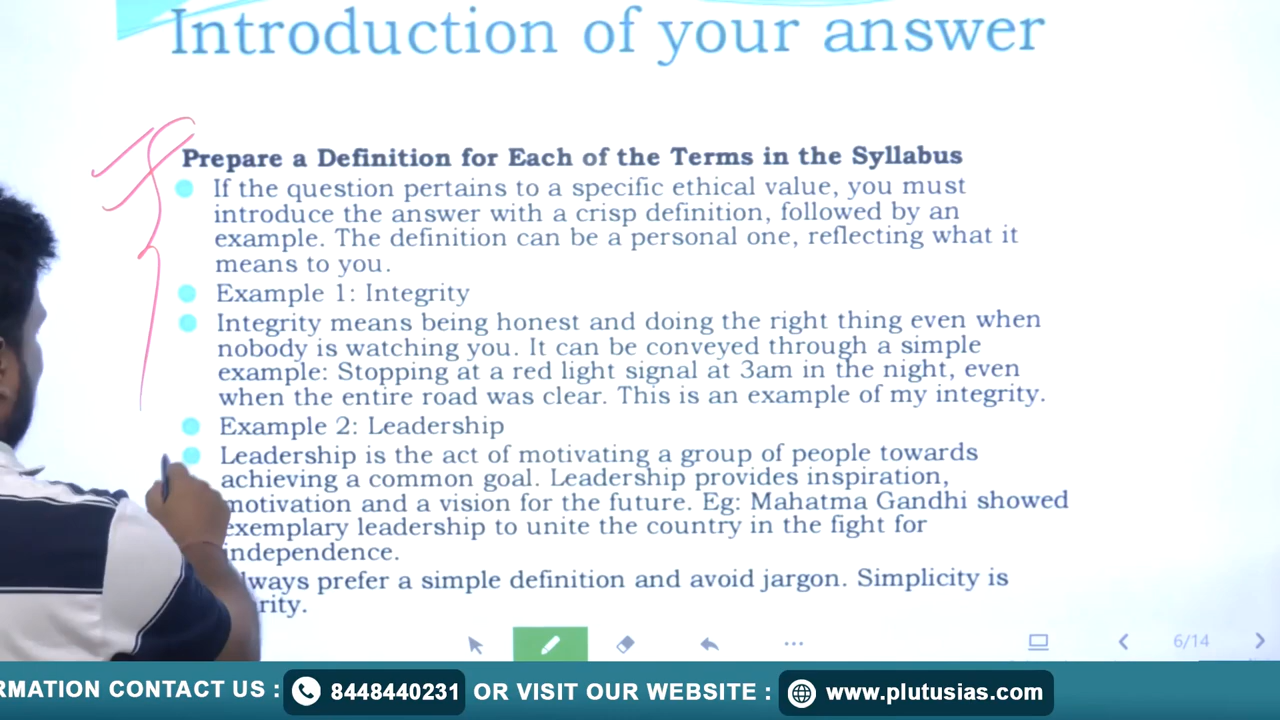 Introduction of your answer
Prepare a Definition for Each of the Terms in the Syllabus
If the question pertains to a specific ethical value, you must
introduce the answer with a crisp definition, followed by an
example. The definition can be a personal one, reflecting what it
means to you.
Example 1: Integrity
Integrity means being honest and doing the right thing even when
nobody is watching you. It can be conveyed through a simple
example: Stopping at a red light signal at 3am in the night, even
when the entire road was clear. This is an example of my integrity.
Example 2: Leadership
Leadership is the act of motivating a group of people towards
achieving a common goal. Leadership provides inspiration,
motivation and a vision for the future. Eg: Mahatma Gandhi showed
exemplary leadership to unite the country in the fight for
independence.
prefer a simple definition and avoid jargon. Simplicity is
6/14
CONTACT US : 8448440231 OR VISIT OUR WEBSITE : www.plutusias.com